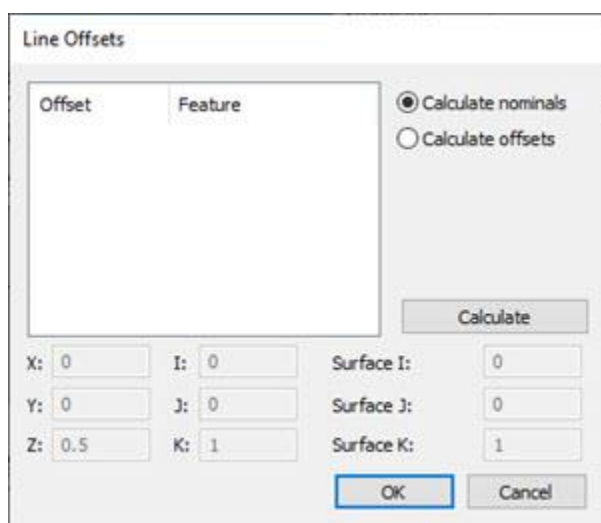 Line Offsets
Offset Feature
Calculate nominals
Calculate offsets
Calculate
X: 0 I: 0 Surface I: 0
Y: 0 J: 0 Surface J: 0
Z: 0.5 K: 1 Surface K: 1
OK Cancel